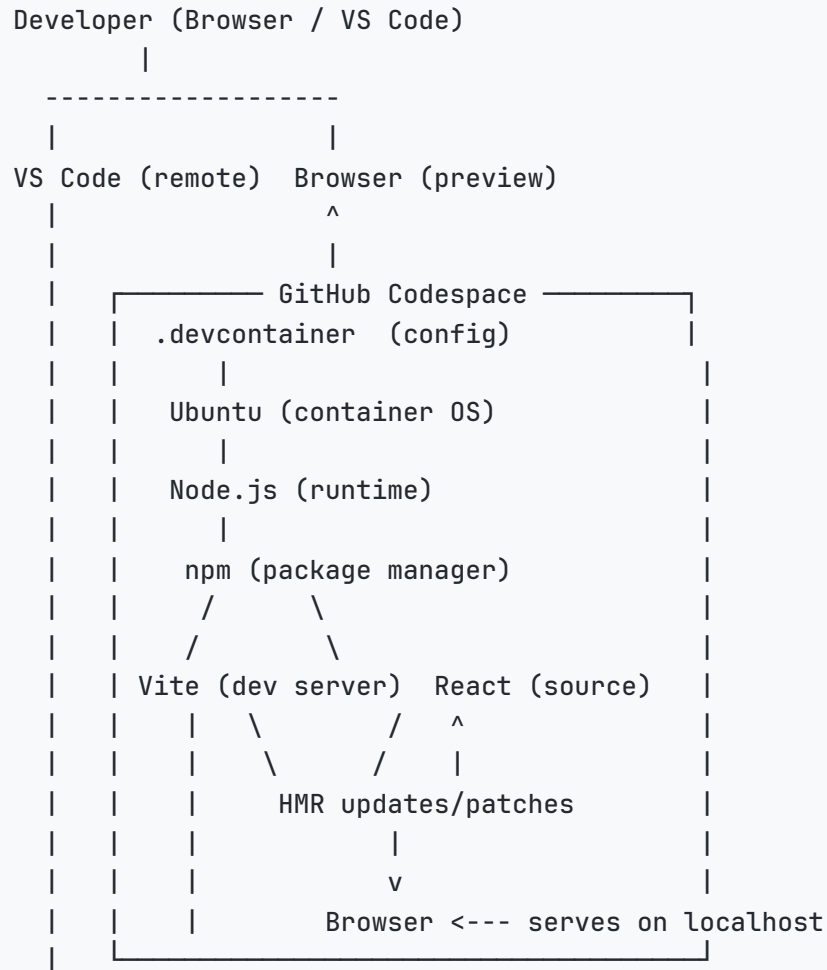 Developer (Browser / VS Code)
|
-------------------
| |
VS Code (remote) Browser (preview)
| ^
| |
| ┌───────── GitHub Codespace ─────────┐
| | .devcontainer (config) |
| | | |
| | Ubuntu (container OS) |
| | | |
| | Node.js (runtime) |
| | | |
| | npm (package manager) |
| | / \ |
| | / \ |
| | Vite (dev server) React (source) |
| | | \ / ^ |
| | | \ / | |
| | | HMR updates/patches |
| | | | |
| | | v |
| | | Browser <--- serves on localhost
| └─────────────────────────────────────┘